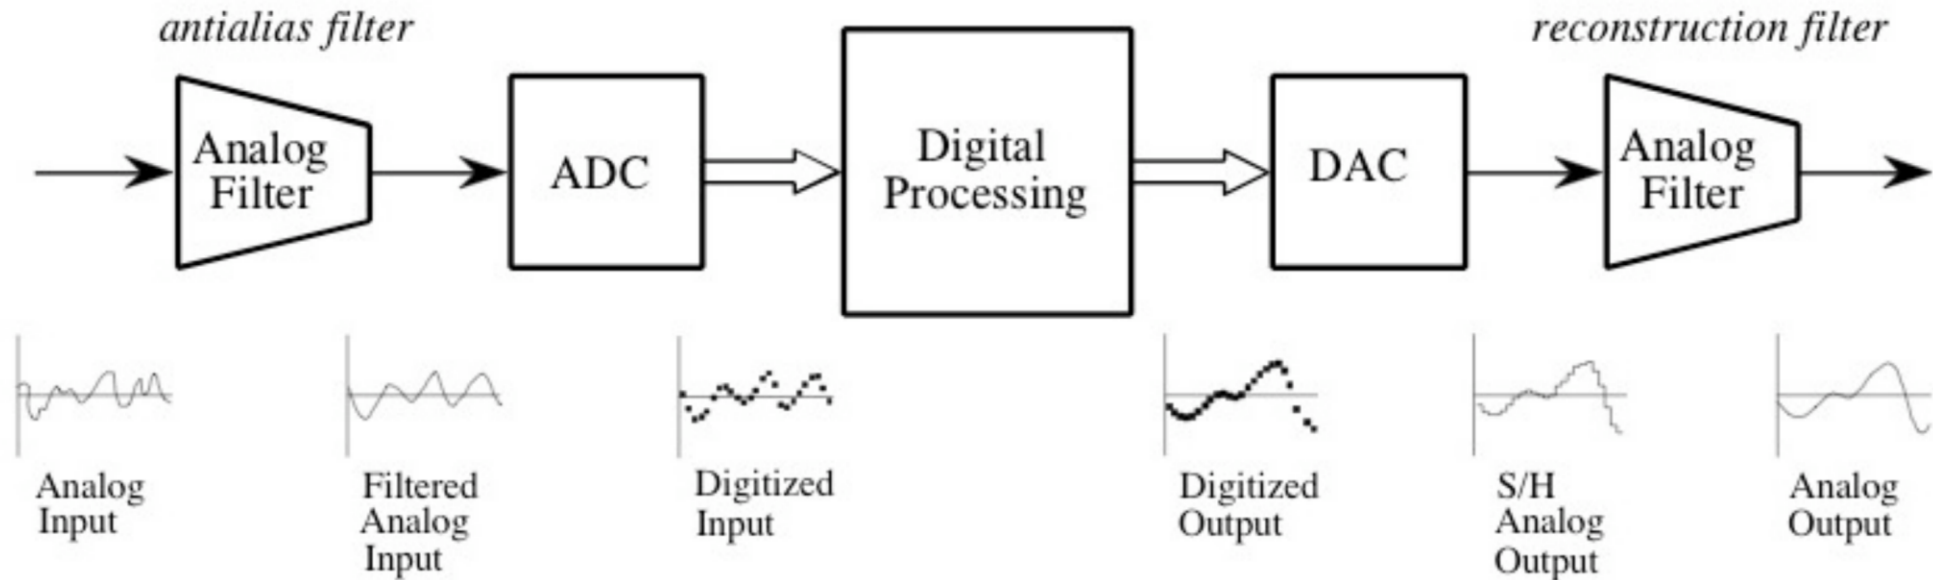 antialias filter
reconstruction filter
Analog
Filter
ADC
Digital
Processing
DAC
Analog
Filter
Analog
Input
Filtered
Analog
Input
Digitized
Input
Digitized
Output
S/H
Analog
Output
Analog
Output